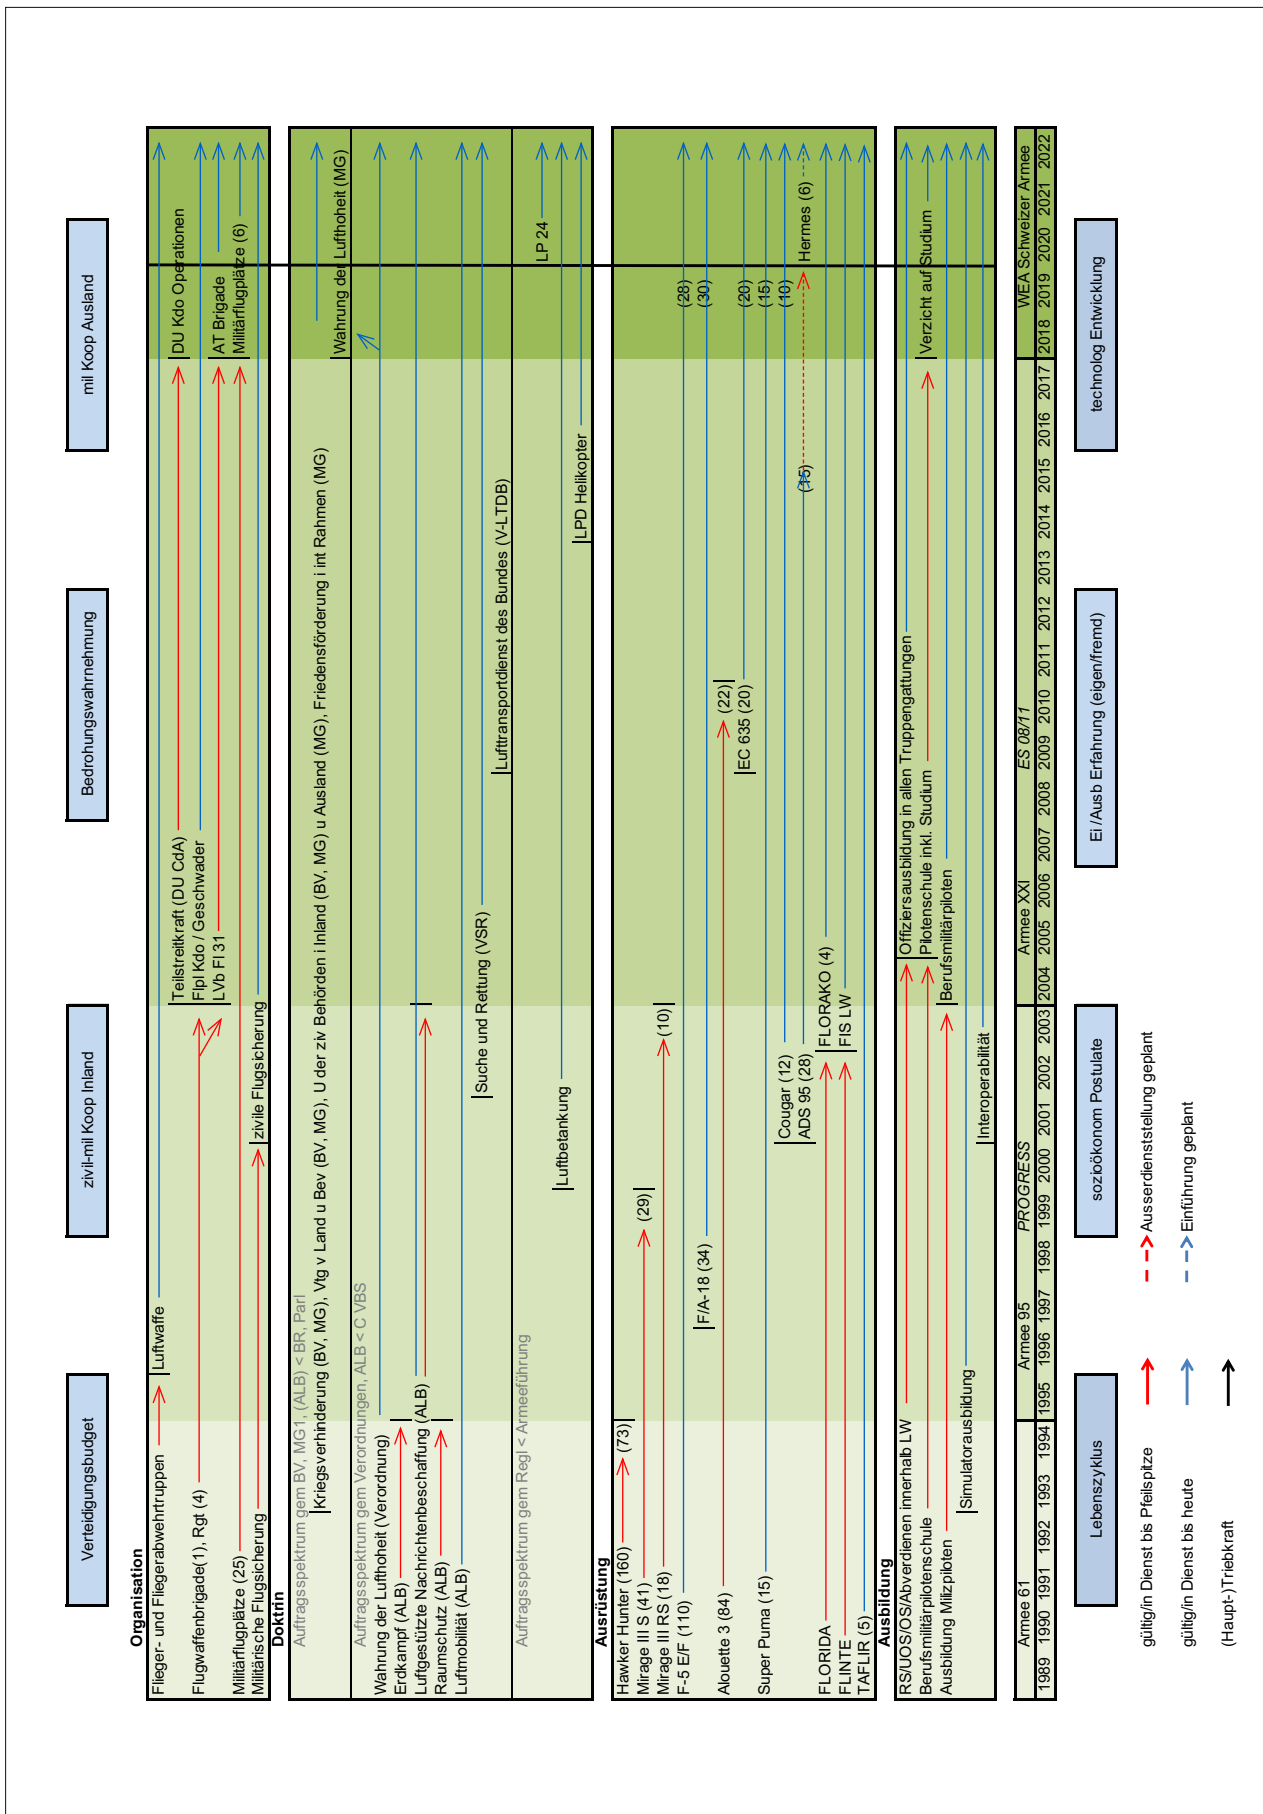 Verteidigungsbudget
zivil-mil Koop Inland
Bedrohungswahrnehmung
mil Koop Ausland
Organisation
Flieger- und Fliegerabwehrtruppen
Luftwaffe
Teilstreitkraft (DU CdA)
DU Kdo Operationen
Flugwaffenbrigade(1), Rgt (4)
Flpl Kdo / Geschwader
LVb Fl 31
AT Brigade
Militärflugplätze (25)
Militärflugplätze (6)
Militärische Flugsicherung
zivile Flugsicherung
Doktrin
Auftragsspektrum gem BV, MG1, (ALB) < BR, Parl
Kriegsverhinderung (BV, MG), Vtg v Land u Bev (BV, MG), U der ziv Behörden i Inland (BV, MG) u Ausland (MG), Friedensförderung i int Rahmen (MG)
Wahrung der Lufthoheit (MG)
Auftragsspektrum gem Verordnungen, ALB < C VBS
Wahrung der Lufthoheit (Verordnung)
Erdkampf (ALB)
Luftgestützte Nachrichtenbeschaffung (ALB)
Raumschutz (ALB)
Luftmobilität (ALB)
Suche und Rettung (VSR)
Lufttransportdienst des Bundes (V-LTDB)
Auftragsspektrum gem Regl < Armeeführung
LP 24
Luftbetankung
LPD Helikopter
Ausrüstung
Hawker Hunter (160)
(73)
Mirage III S (41)
(29)
Mirage III RS (18)
(10)
F-5 E/F (10)
(28)
F/A-18 (34)
(30)
Alouette 3 (84)
(22)
EC 635 (20)
(20)
Super Puma (15)
(15)
Cougar (12)
(10)
ADS 95 (28)
(15)
Hermes (6)
FLORIDA
FLORAKO (4)
FLINTE
FIS LW
TAFLIR (5)
Ausbildung
RS/UOS/OS/Abverdienen innerhalb LW
Offiziersausbildung in allen Truppengattungen
Berufsmilitärpilotenschule
Pilotenschule inkl. Studium
Verzicht auf Studium
Ausbildung Milizpiloten
Berufsmilitärpiloten
Simulatorausbildung
Interoperabilität
Armee 61
Armee 95
PROGRESS
Armee XXI
ES 08/11
WEA Schweizer Armee
1989 1990 1991 1992 1993 1994 1995 1996 1997 1998 1999 2000 2001 2002 2003 2004 2005 2006 2007 2008 2009 2010 2011 2012 2013 2014 2015 2016 2017 2018 2019 2020 2021 2022
Lebenszyklus
sozioökonom Postulate
Ei /Ausb Erfahrung (eigen/fremd)
technolog Entwicklung
gültig/in Dienst bis Pfeilspitze
Ausserdienststellung geplant
gültig/in Dienst bis heute
Einführung geplant
(Haupt-)Triebkraft